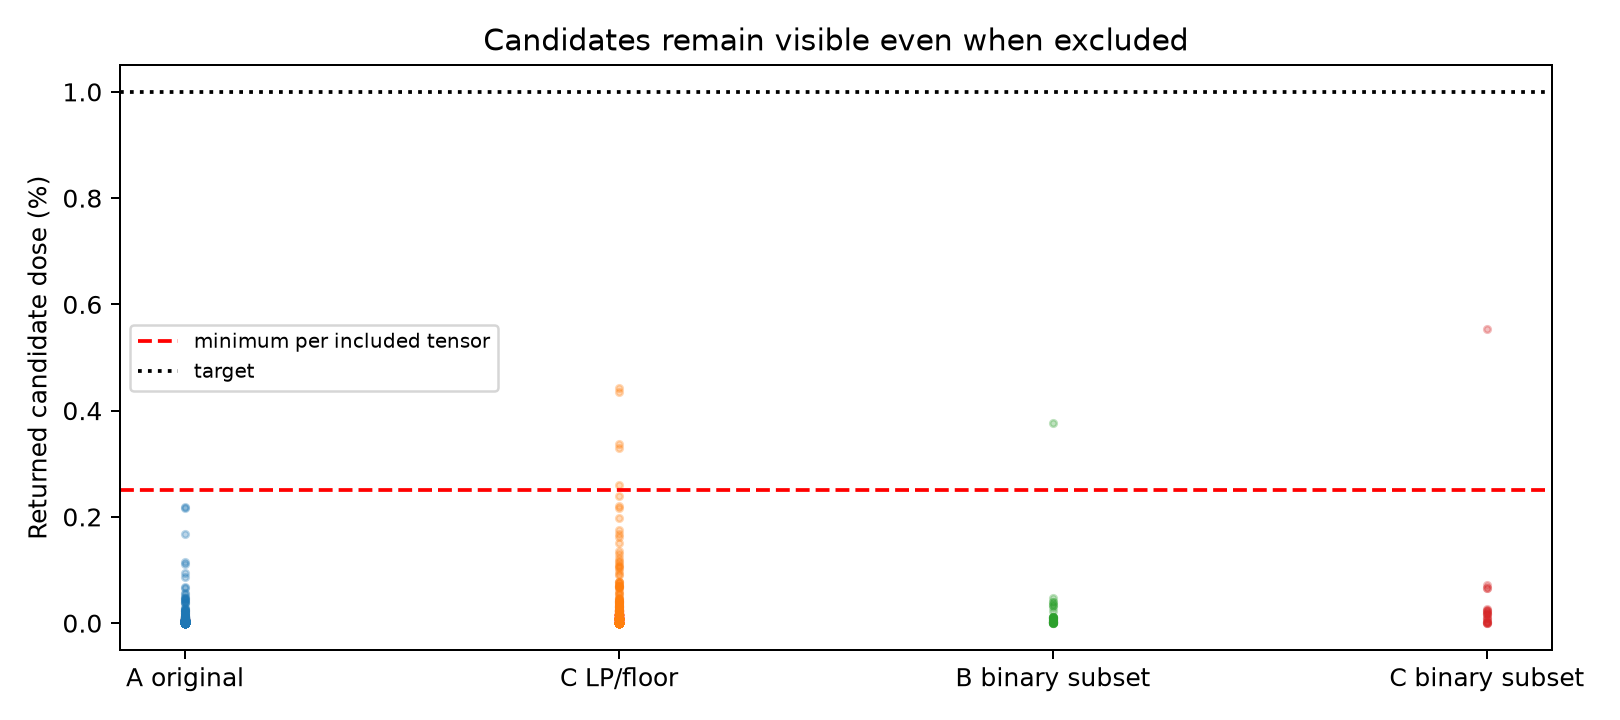 Candidates remain visible even when excluded
Returned candidate dose (%)
1.0
0.8
0.6
0.4
0.2
0.0
minimum per included tensor
target
A original
C LP/floor
B binary subset
C binary subset